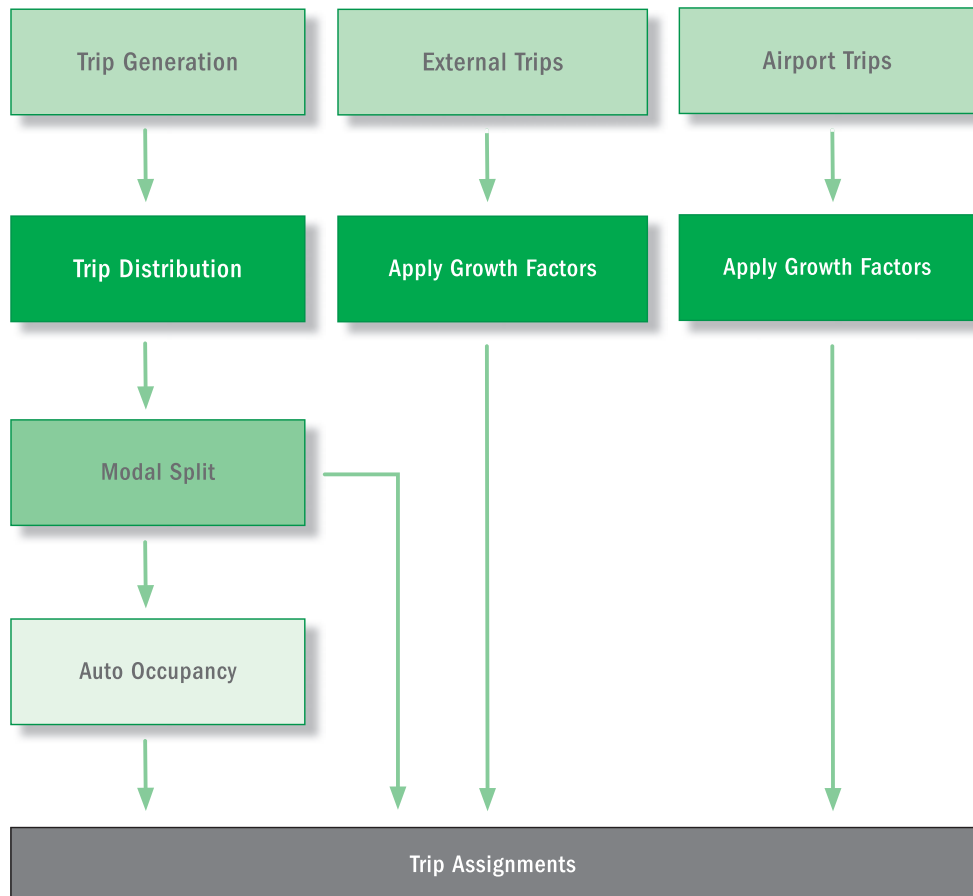 Trip Generation
External Trips
Airport Trips
Trip Distribution
Apply Growth Factors
Apply Growth Factors
Modal Split
Auto Occupancy
Trip Assignments